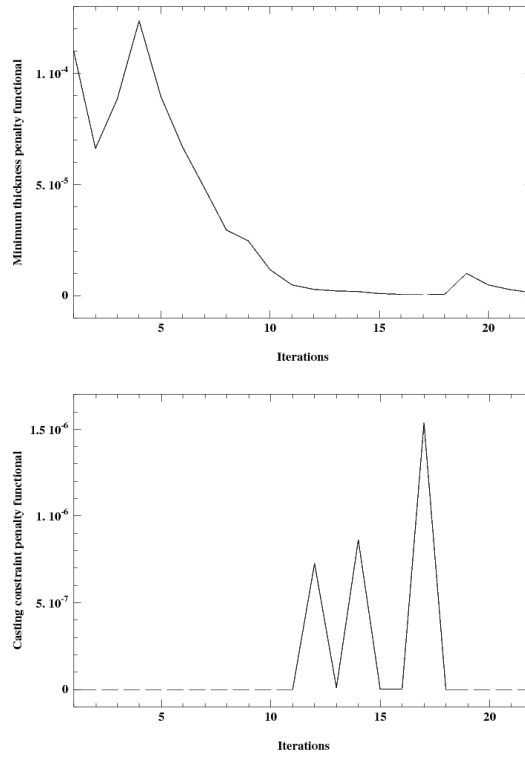 Minimum thickness penalty functional
1. 10-4
5. 10-5
0
5 10 15 20
Iterations
Casting constraint penalty functional
1.5 10-6
1. 10-6
5. 10-7
0
5 10 15 20
Iterations